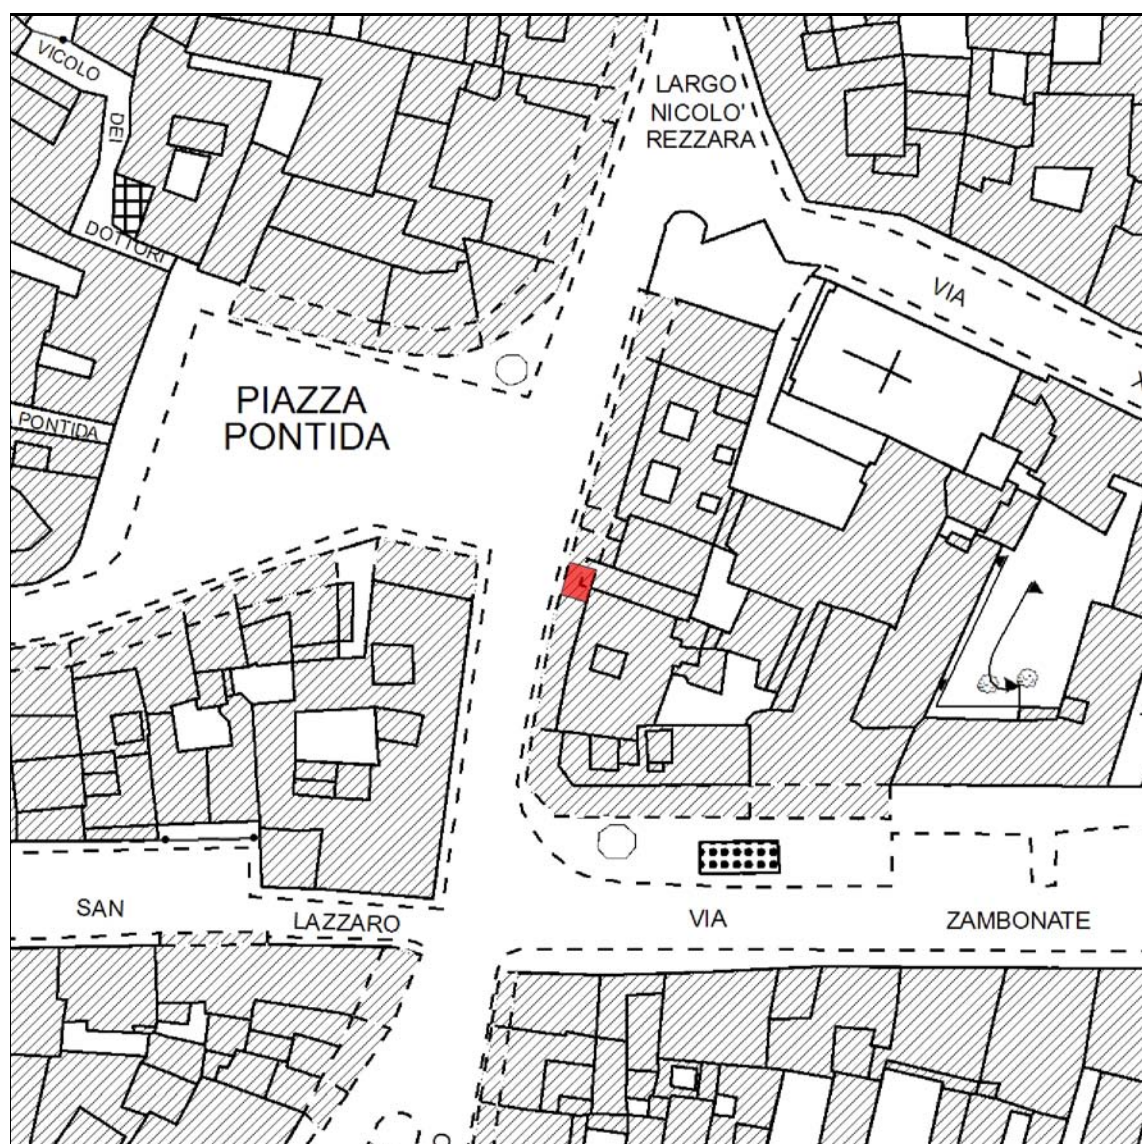 VICOLO
DEI
DOTTORI
LARGO
NICOLO'
REZZARA
VIA
PIAZZA
PONTIDA
PONTIDA
SAN
LAZZARO
VIA
ZAMBONATE